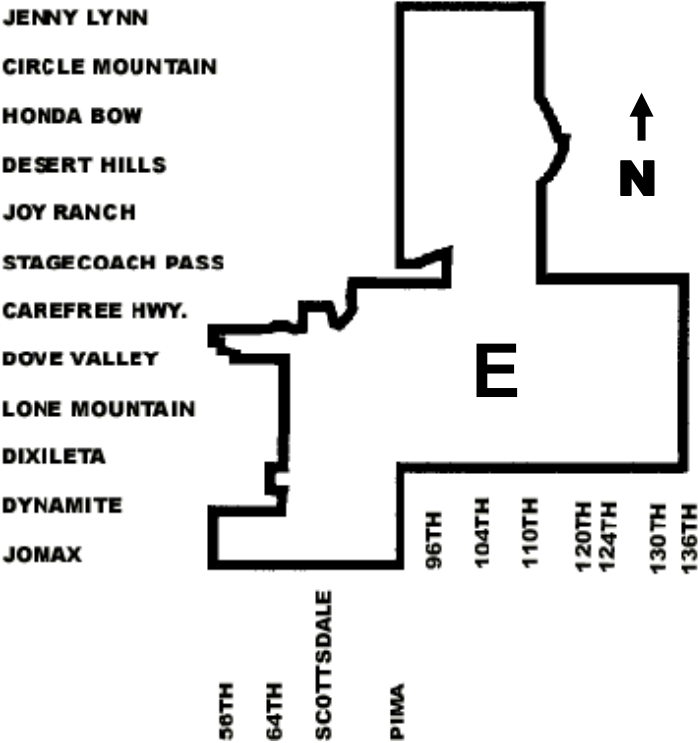 JENNY LYNN
CIRCLE MOUNTAIN
HONDA BOW
DESERT HILLS
N
JOY RANCH
STAGECOACH PASS
CAREFREE HWY.
DOVE VALLEY
E
LONE MOUNTAIN
DIXILETA
DYNAMITE
JOMAX
96TH
104TH
110TH
120TH
124TH
130TH
136TH
56TH
64TH
SCOTTSDALE
PIMA